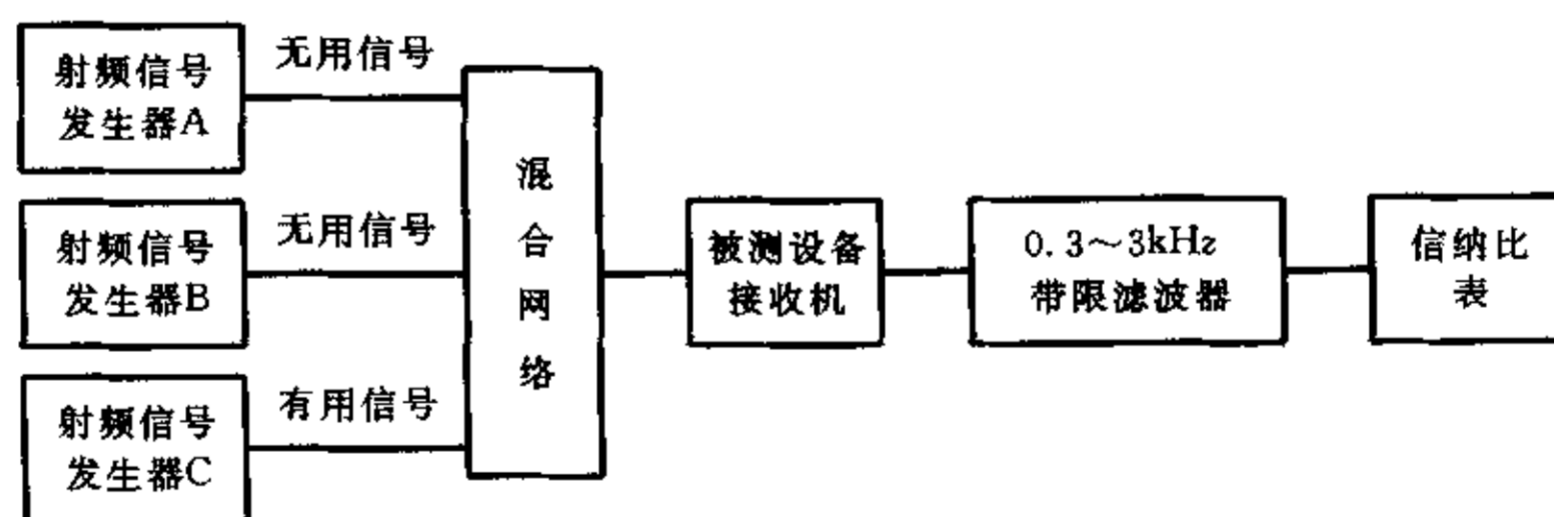 射频信号
发生器A
无用信号
射频信号
发生器B
无用信号
射频信号
发生器C
有用信号
混
合
网
络
被测设备
接收机
0.3～3kHz
带限滤波器
信纳比
表